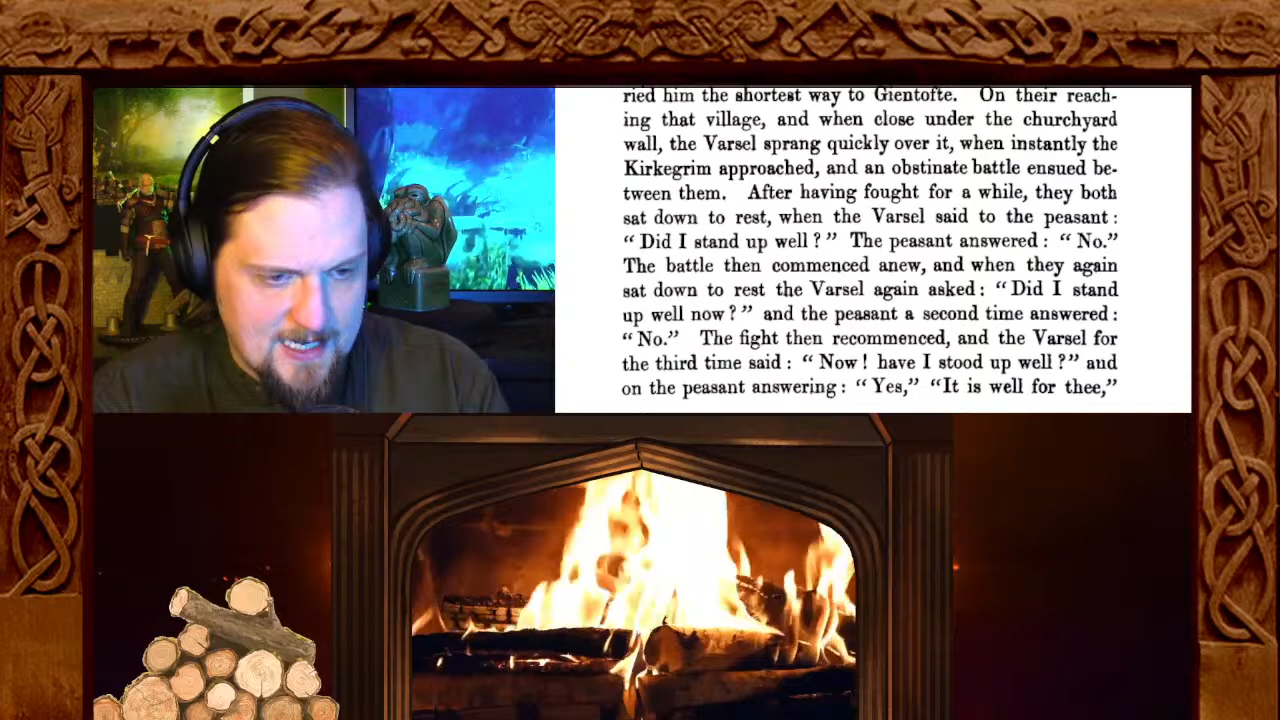 ried him the shortest way to Gientofte. On their reach-
ing that village, and when close under the churchyard
wall, the Varsel sprang quickly over it, when instantly the
Kirkegrim approached, and an obstinate battle ensued be-
tween them. After having fought for a while, they both
sat down to rest, when the Varsel said to the peasant :
“ Did I stand up well ? ” The peasant answered : “ No.”
The battle then commenced anew, and when they again
sat down to rest the Varsel again asked : “ Did I stand
up well now ? ” and the peasant a second time answered :
“ No.” The fight then recommenced, and the Varsel for
the third time said : “ Now ! have I stood up well ?” and
on the peasant answering : “ Yes,” “It is well for thee,”